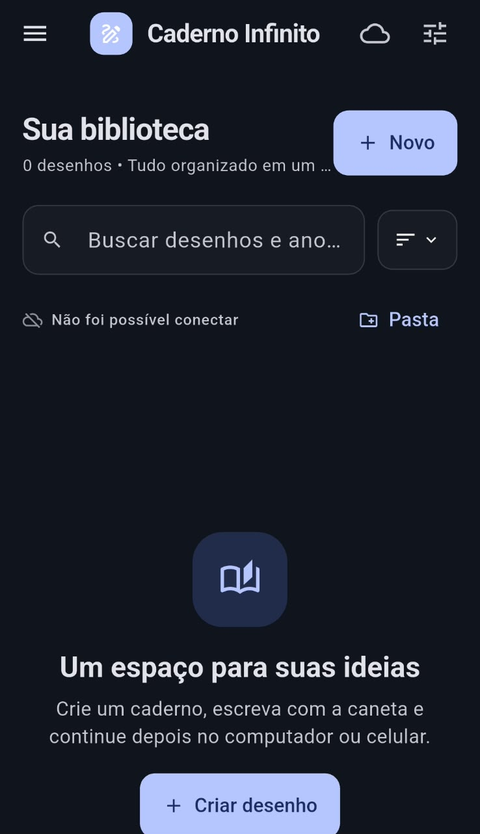 Caderno Infinito
Sua biblioteca
0 desenhos • Tudo organizado em um …
Novo
Buscar desenhos e ano…
Não foi possível conectar
Pasta
Um espaço para suas ideias
Crie um caderno, escreva com a caneta e
continue depois no computador ou celular.
Criar desenho